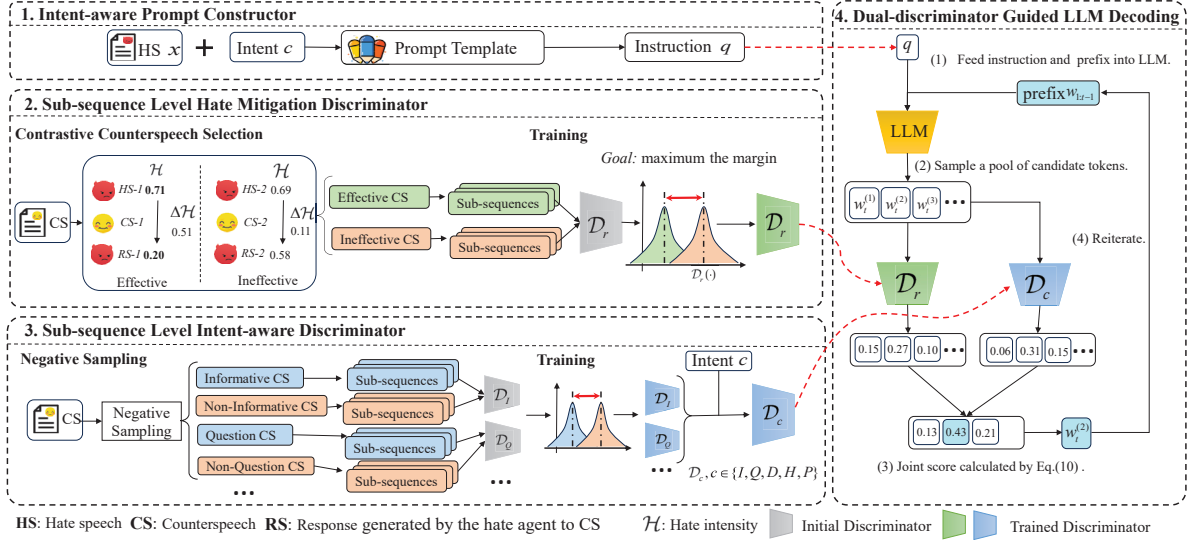 1. Intent-aware Prompt Constructor
HS x + Intent c Prompt Template Instruction q
2. Sub-sequence Level Hate Mitigation Discriminator
Contrastive Counterspeech Selection
Training
CS
ℋ
HS-1 0.71
CS-1
Δℋ
0.51
RS-1 0.20
Effective
ℋ
HS-2 0.69
CS-2
Δℋ
0.11
RS-2 0.58
Ineffective
Effective CS
Sub-sequences
Ineffective CS
Sub-sequences
𝒟r
Goal: maximum the margin
𝒟r(·)
𝒟r
3. Sub-sequence Level Intent-aware Discriminator
Negative Sampling
Training
CS
Negative
Sampling
Informative CS
Sub-sequences
Non-Informative CS
Sub-sequences
Question CS
Sub-sequences
Non-Question CS
Sub-sequences
•••
𝒟I
𝒟Q
•••
𝒟I
𝒟Q
•••
Intent c
𝒟c
𝒟c, c ∈ {I, Q, D, H, P}
4. Dual-discriminator Guided LLM Decoding
q
(1) Feed instruction and prefix into LLM.
prefix w1:t−1
LLM
(2) Sample a pool of candidate tokens.
wt(1) wt(2) wt(3) •••
(4) Reiterate.
𝒟r
𝒟c
0.15 0.27 0.10 •••
0.06 0.31 0.15 •••
0.13 0.43 0.21
wt(2)
(3) Joint score calculated by Eq.(10) .
HS: Hate speech CS: Counterspeech RS: Response generated by the hate agent to CS ℋ: Hate intensity Initial Discriminator Trained Discriminator